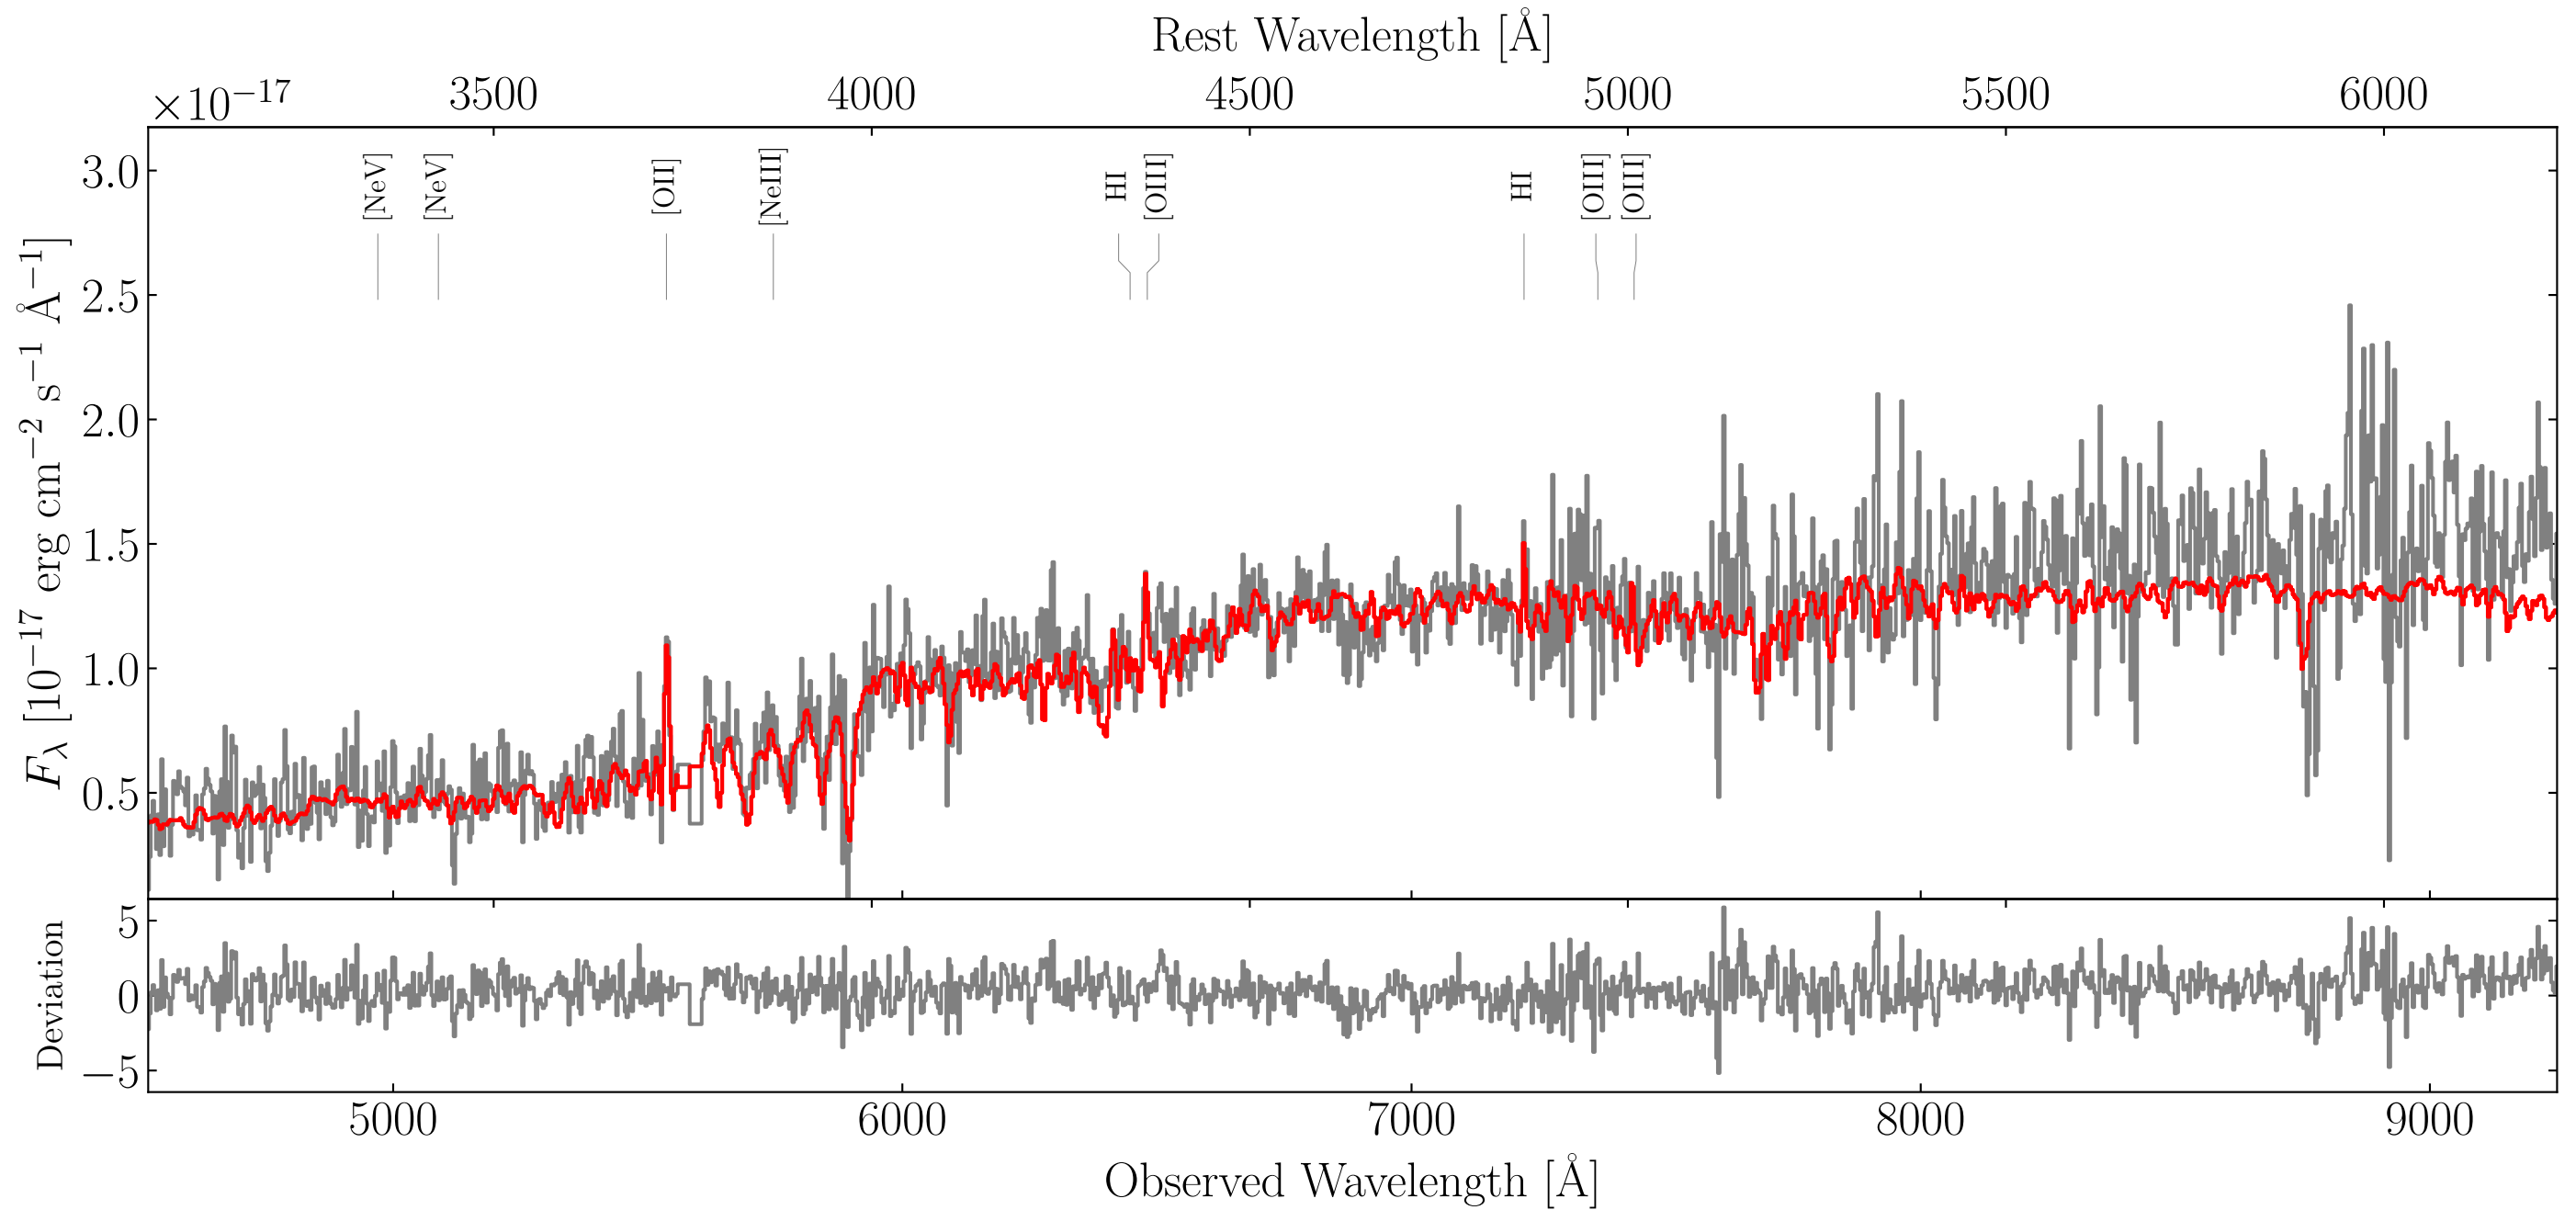 Rest Wavelength [Å]
×10⁻¹⁷
3500 4000 4500 5000 5500 6000
[NeV] [NeV] [OII] [NeIII] HI [OIII] HI [OIII] [OIII]
3.0
2.5
2.0
1.5
1.0
0.5
F_λ [10⁻¹⁷ erg cm⁻² s⁻¹ Å⁻¹]
5
0
−5
Deviation
5000 6000 7000 8000 9000
Observed Wavelength [Å]